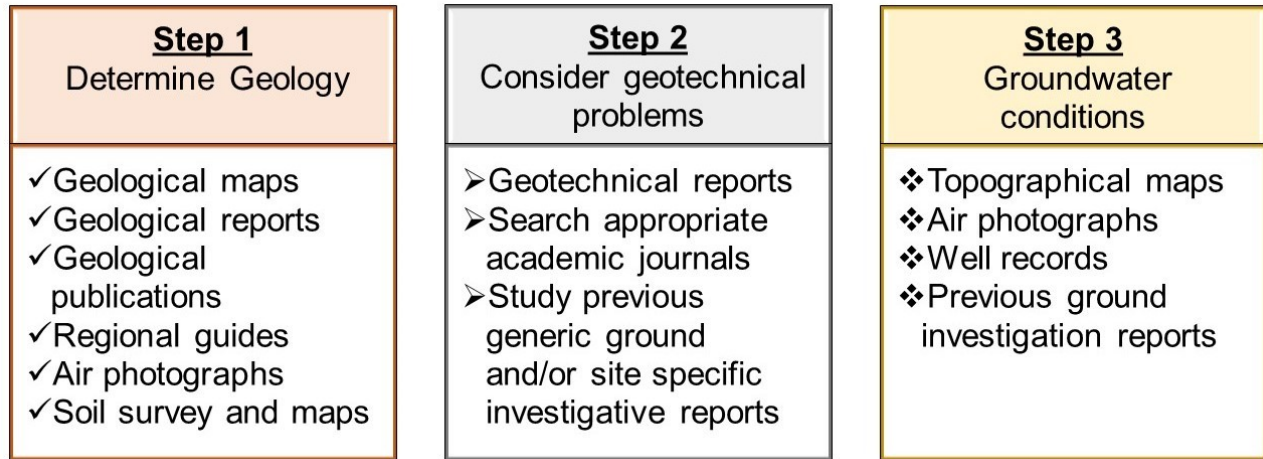 Step 1
Determine Geology
✓Geological maps
✓Geological reports
✓Geological
publications
✓Regional guides
✓Air photographs
✓Soil survey and maps
Step 2
Consider geotechnical
problems
➢Geotechnical reports
➢Search appropriate
academic journals
➢Study previous
generic ground
and/or site specific
investigative reports
Step 3
Groundwater
conditions
❖Topographical maps
❖Air photographs
❖Well records
❖Previous ground
investigation reports